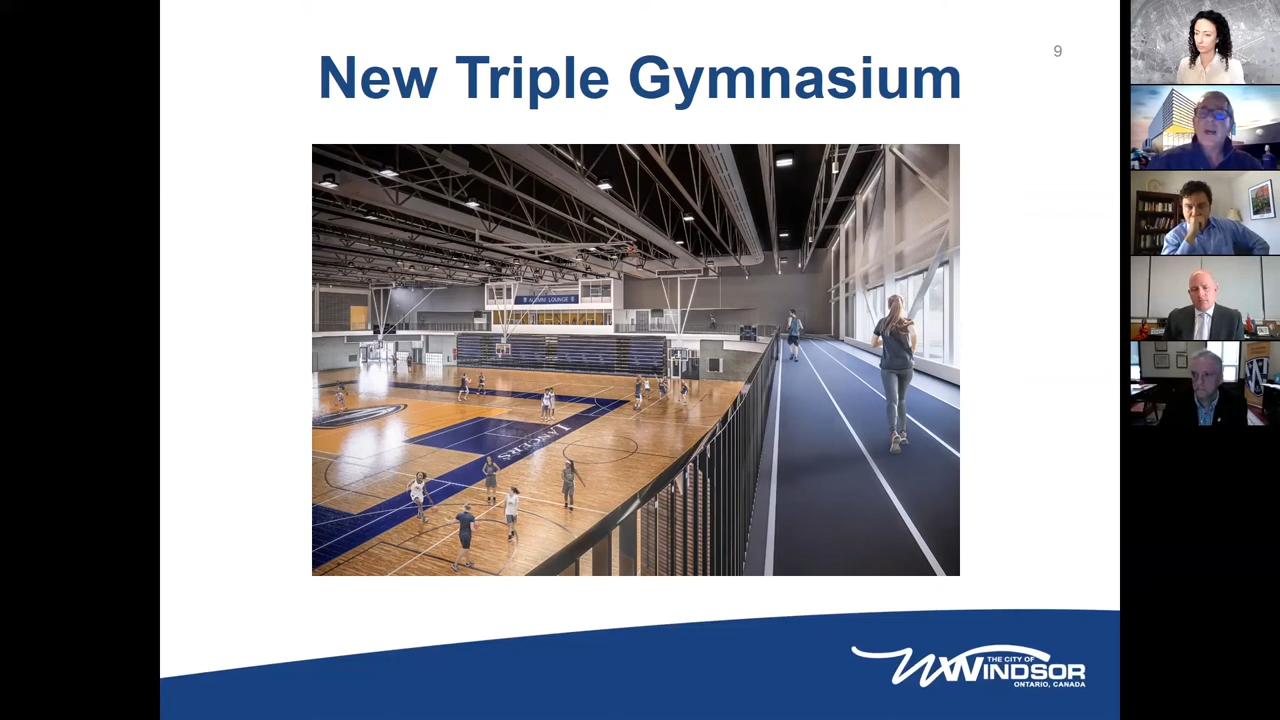 New Triple Gymnasium
9
ALUMNI LOUNGE
LANCERS
THE CITY OF
WINDSOR
ONTARIO, CANADA